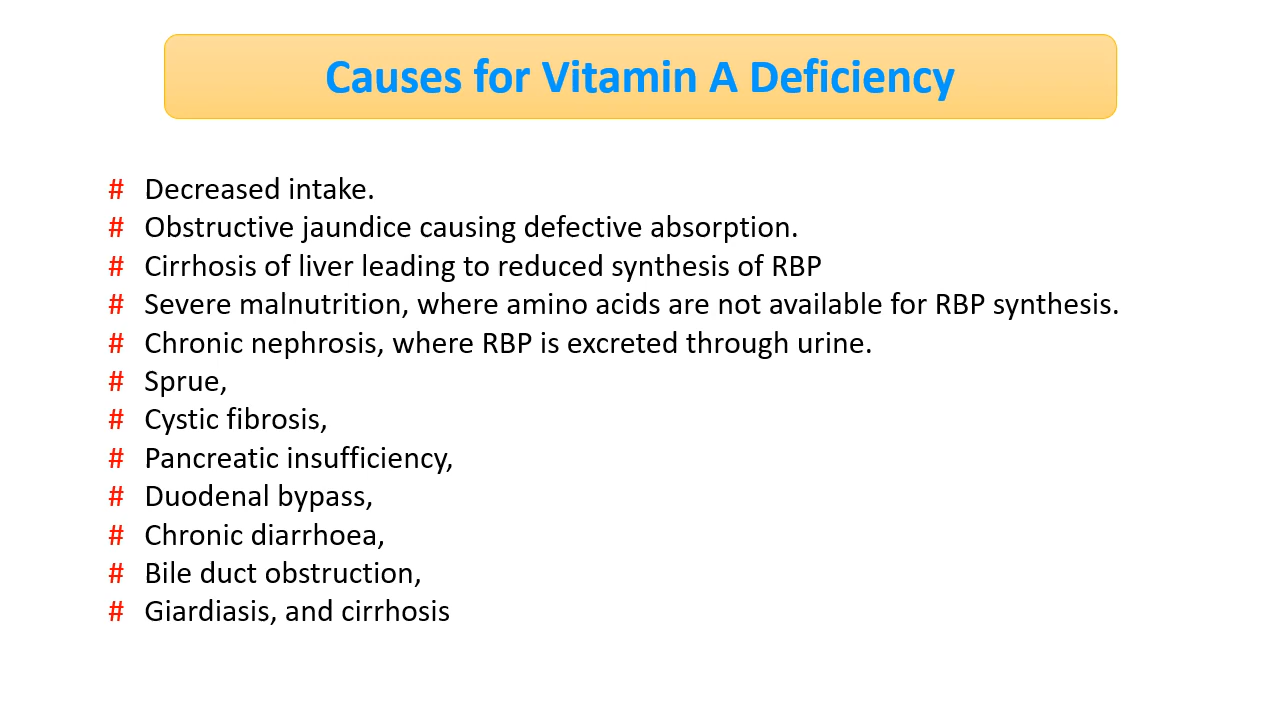 Causes for Vitamin A Deficiency
# Decreased intake.
# Obstructive jaundice causing defective absorption.
# Cirrhosis of liver leading to reduced synthesis of RBP
# Severe malnutrition, where amino acids are not available for RBP synthesis.
# Chronic nephrosis, where RBP is excreted through urine.
# Sprue,
# Cystic fibrosis,
# Pancreatic insufficiency,
# Duodenal bypass,
# Chronic diarrhoea,
# Bile duct obstruction,
# Giardiasis, and cirrhosis